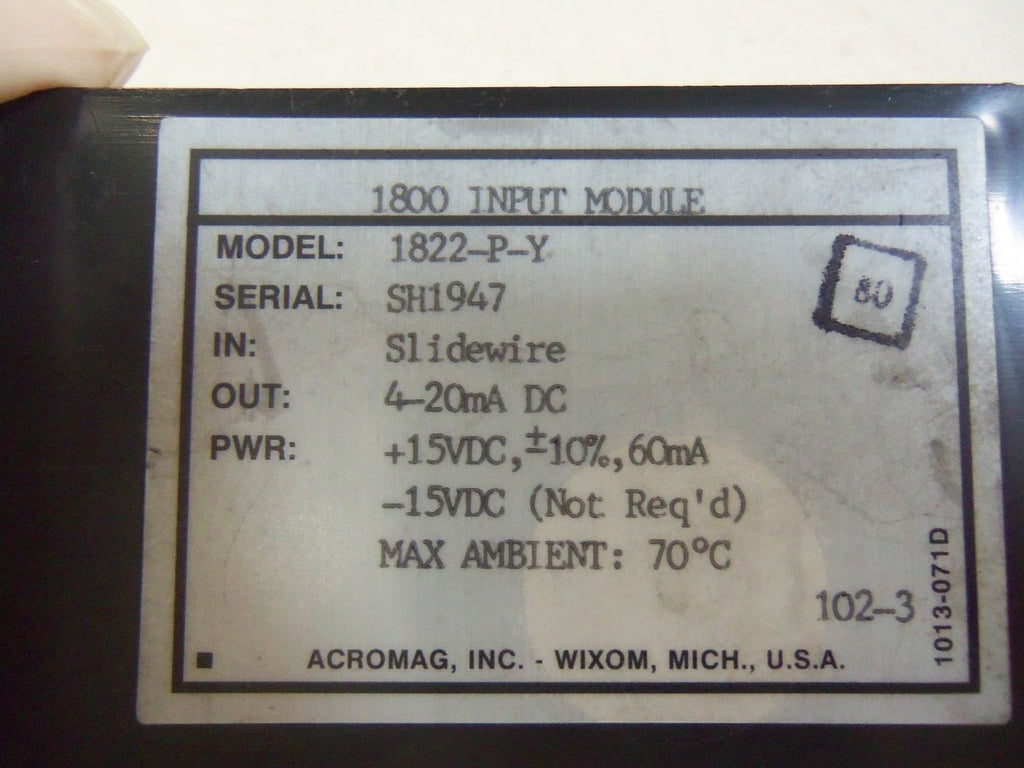 1800 INPUT MODULE
MODEL: 1822-P-Y
80
SERIAL: SH1947
IN: Slidewire
OUT: 4-20mA DC
PWR: +15VDC,±10%,60mA
-15VDC (Not Req'd)
MAX AMBIENT: 70°C
102-3
1013-071D
ACROMAG, INC. - WIXOM, MICH., U.S.A.